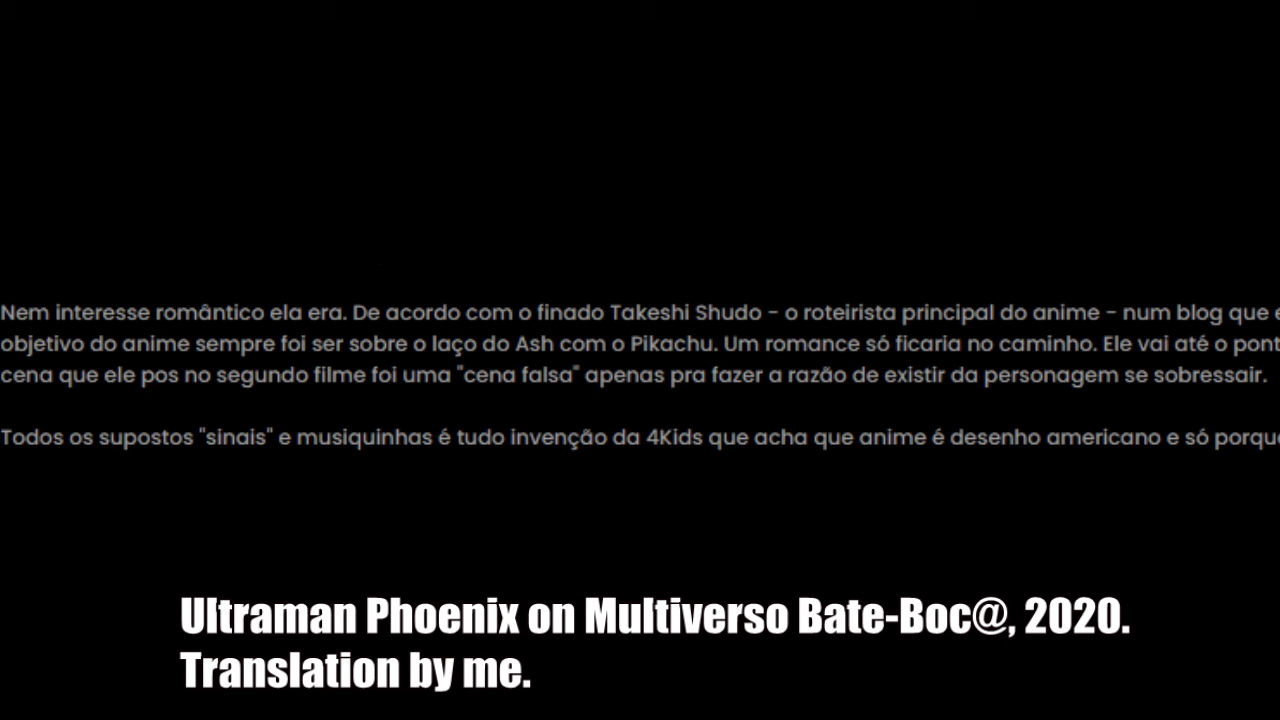 Nem interesse romântico ela era. De acordo com o finado Takeshi Shudo - o roteirista principal do anime - num blog que
objetivo do anime sempre foi ser sobre o laço do Ash com o Pikachu. Um romance só ficaria no caminho. Ele vai até o pont
cena que ele pos no segundo filme foi uma "cena falsa" apenas pra fazer a razão de existir da personagem se sobressair.
Todos os supostos "sinais" e musiquinhas é tudo invenção da 4Kids que acha que anime é desenho americano e só porqu
Ultraman Phoenix on Multiverso Bate-Boc@, 2020.
Translation by me.